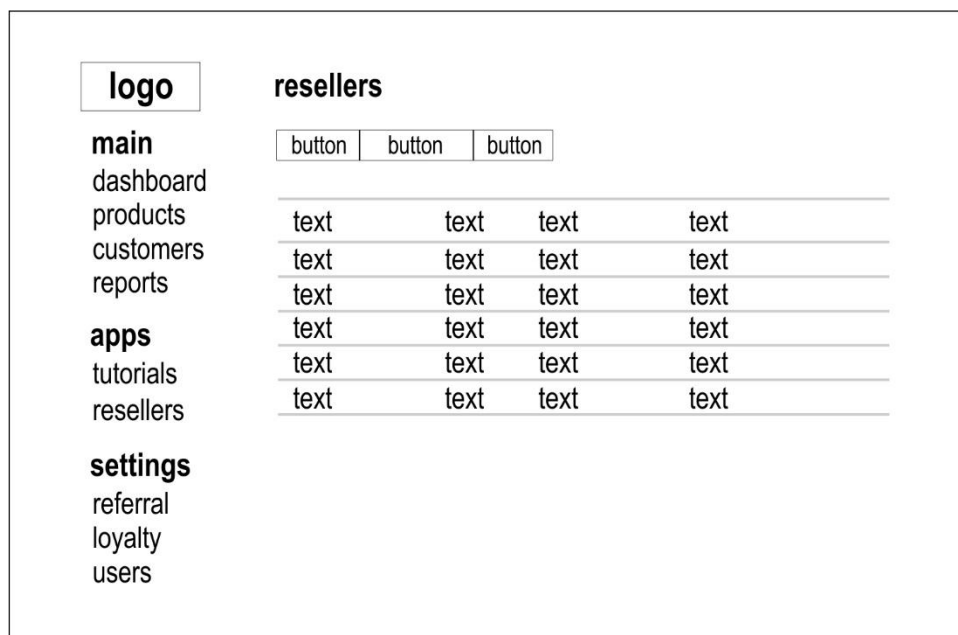 logo
main
dashboard
products
customers
reports
apps
tutorials
resellers
settings
referral
loyalty
users
resellers
button button button
text text text text
text text text text
text text text text
text text text text
text text text text
text text text text